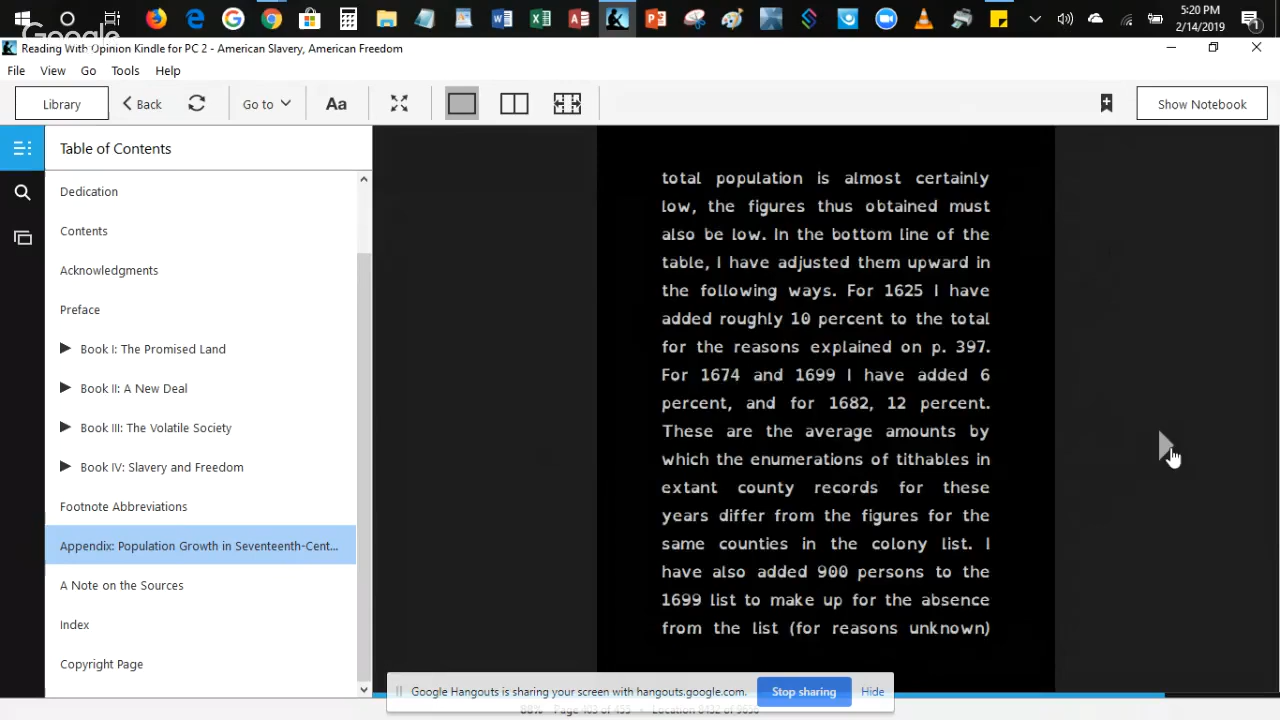 Google
5:20 PM
2/14/2019
1
Reading With Opinion Kindle for PC 2 - American Slavery, American Freedom
File View Go Tools Help
Library
Back
Go to
Aa
Show Notebook
Table of Contents
Dedication
Contents
Acknowledgments
Preface
Book I: The Promised Land
Book II: A New Deal
Book III: The Volatile Society
Book IV: Slavery and Freedom
Footnote Abbreviations
Appendix: Population Growth in Seventeenth-Cent...
A Note on the Sources
Index
Copyright Page
total population is almost certainly
low, the figures thus obtained must
also be low. In the bottom line of the
table, I have adjusted them upward in
the following ways. For 1625 I have
added roughly 10 percent to the total
for the reasons explained on p. 397.
For 1674 and 1699 I have added 6
percent, and for 1682, 12 percent.
These are the average amounts by
which the enumerations of tithables in
extant county records for these
years differ from the figures for the
same counties in the colony list. I
have also added 900 persons to the
1699 list to make up for the absence
from the list (for reasons unknown)
Google Hangouts is sharing your screen with hangouts.google.com.
Stop sharing
Hide